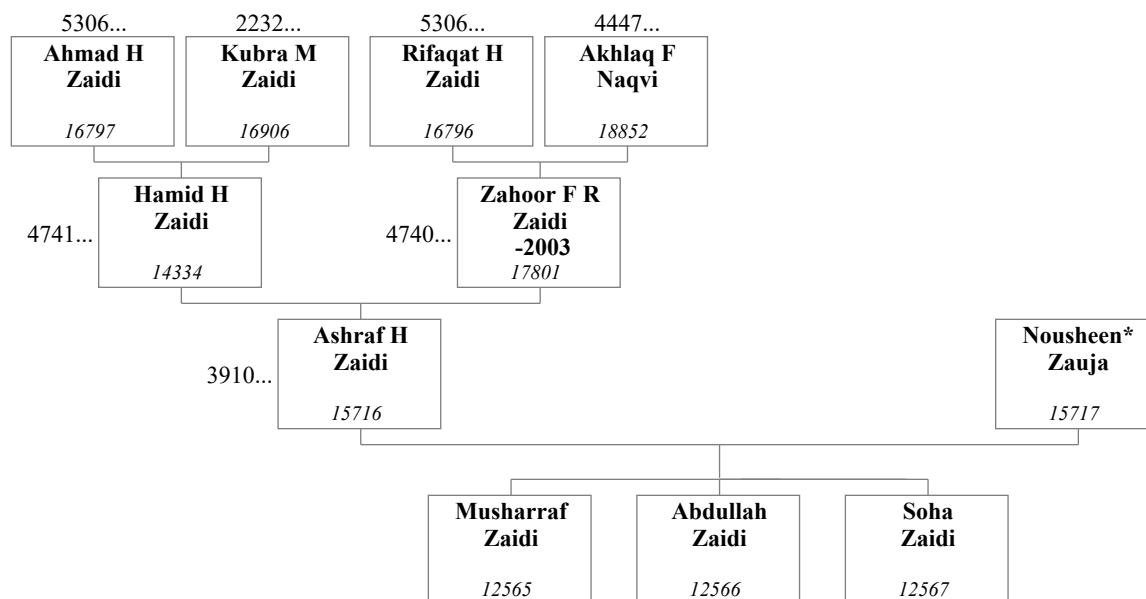 5306...
2232...
5306...
4447...
Ahmad H
Zaidi
16797
Kubra M
Zaidi
16906
Rifaqat H
Zaidi
16796
Akhlaq F
Naqvi
18852
4741...
Hamid H
Zaidi
14334
4740...
Zahoor F R
Zaidi
-2003
17801
3910...
Ashraf H
Zaidi
15716
Nousheen*
Zauja
15717
Musharraf
Zaidi
12565
Abdullah
Zaidi
12566
Soha
Zaidi
12567